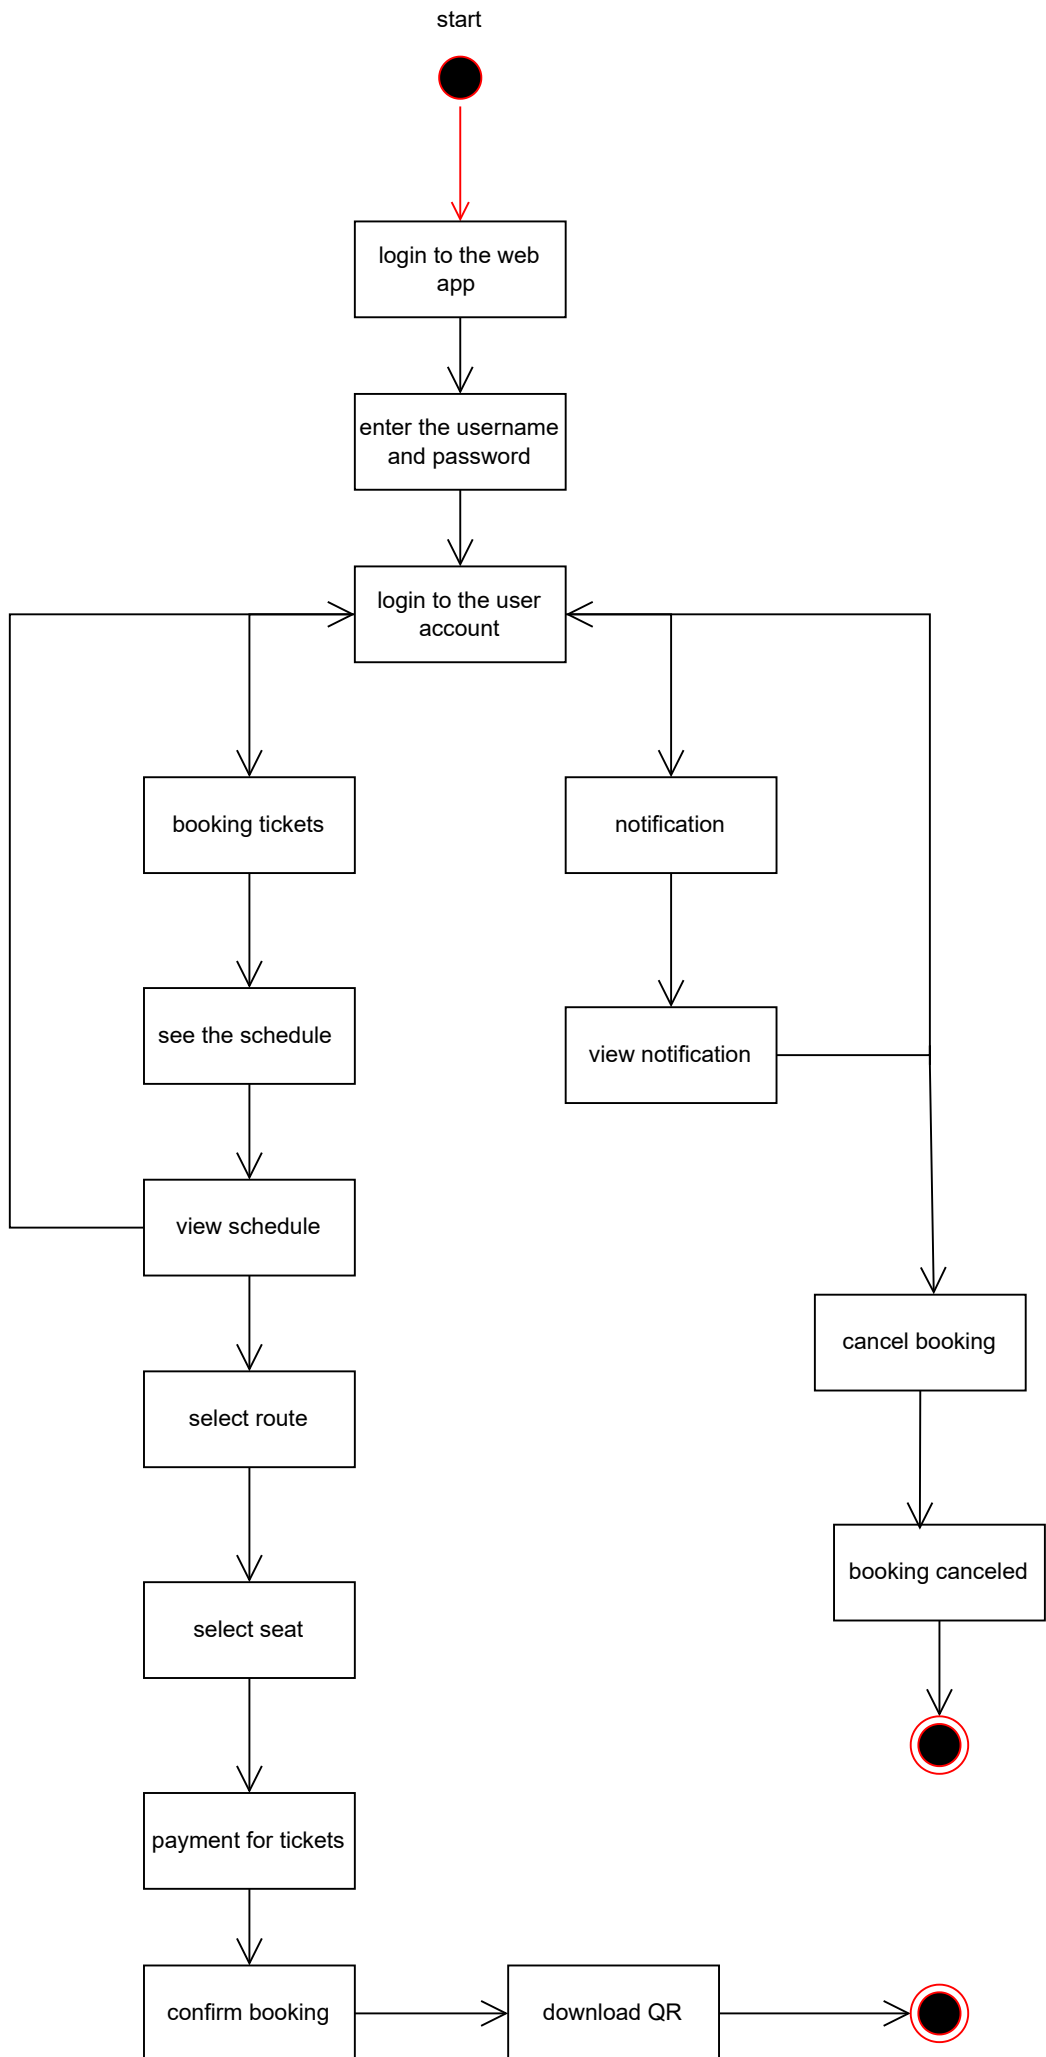 start
login to the web
app
enter the username
and password
login to the user
account
booking tickets
notification
see the schedule
view notification
view schedule
cancel booking
select route
booking canceled
select seat
payment for tickets
confirm booking
download QR